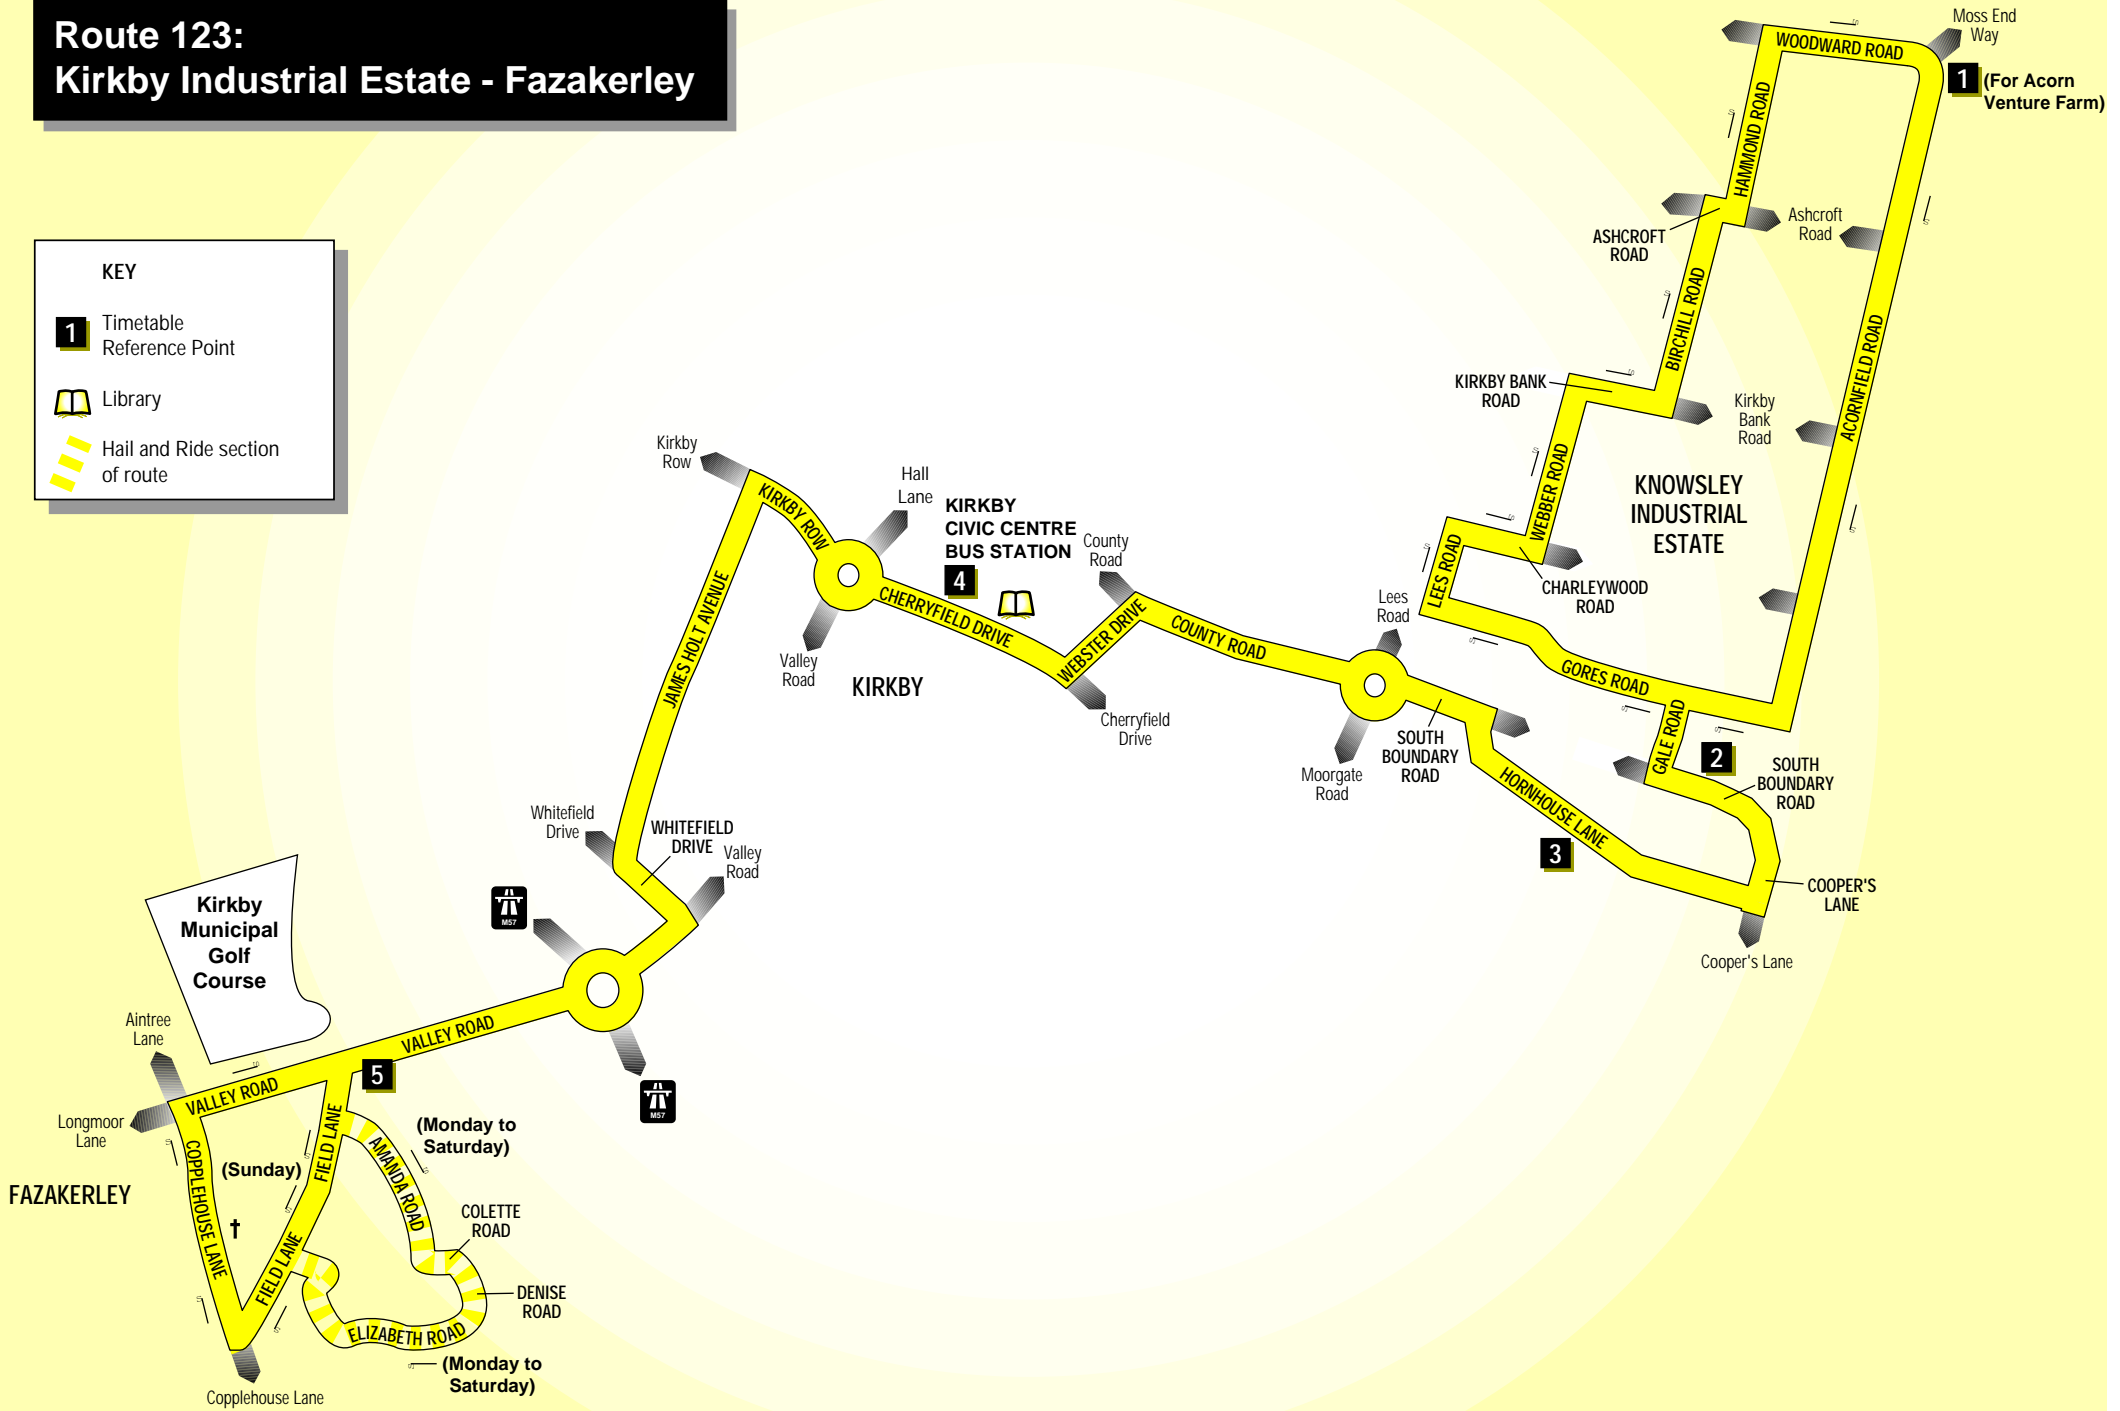 Route 123:
Kirkby Industrial Estate - Fazakerley
KEY
1
Timetable
Reference Point
Library
Hail and Ride section
of route
Moss End
Way
WOODWARD ROAD
1
(For Acorn
Venture Farm)
HAMMOND ROAD
Ashcroft
Road
ASHCROFT
ROAD
BIRCHILL ROAD
ACORNFIELD ROAD
KIRKBY BANK
ROAD
Kirkby
Bank
Road
WEBBER ROAD
KNOWSLEY
INDUSTRIAL
ESTATE
LEES ROAD
CHARLEYWOOD
ROAD
GORES ROAD
GALE ROAD
2
SOUTH
BOUNDARY
ROAD
COOPER'S
LANE
Cooper's Lane
HORNHOUSE LANE
3
SOUTH
BOUNDARY
ROAD
Lees
Road
Moorgate
Road
COUNTY ROAD
County
Road
WEBSTER DRIVE
Cherryfield
Drive
KIRKBY
CIVIC CENTRE
BUS STATION
4
CHERRYFIELD DRIVE
Hall
Lane
Valley
Road
KIRKBY
Kirkby
Row
KIRKBY ROW
JAMES HOLT AVENUE
Whitefield
Drive
WHITEFIELD
DRIVE
Valley
Road
M57
M57
Kirkby
Municipal
Golf
Course
VALLEY ROAD
5
VALLEY ROAD
Aintree
Lane
Longmoor
Lane
FAZAKERLEY
COPPLEHOUSE LANE
(Sunday)
FIELD LANE
FIELD LANE
(Monday to
Saturday)
AMANDA ROAD
COLETTE
ROAD
DENISE
ROAD
ELIZABETH ROAD
(Monday to
Saturday)
Copplehouse Lane